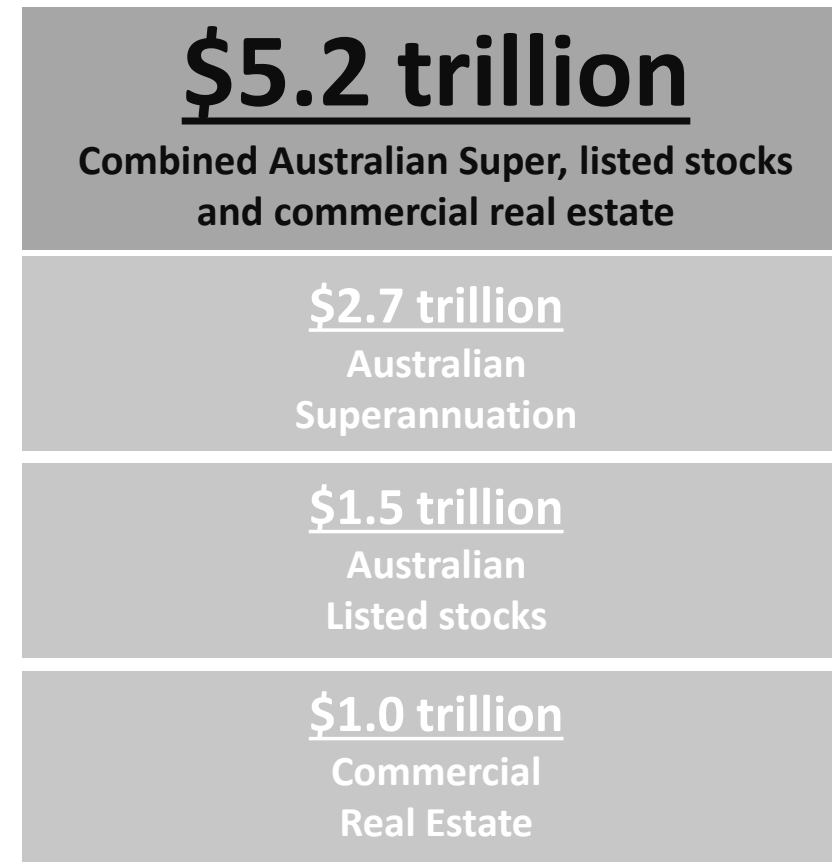 $5.2 trillion
Combined Australian Super, listed stocks
and commercial real estate
$2.7 trillion
Australian
Superannuation
$1.5 trillion
Australian
Listed stocks
$1.0 trillion
Commercial
Real Estate